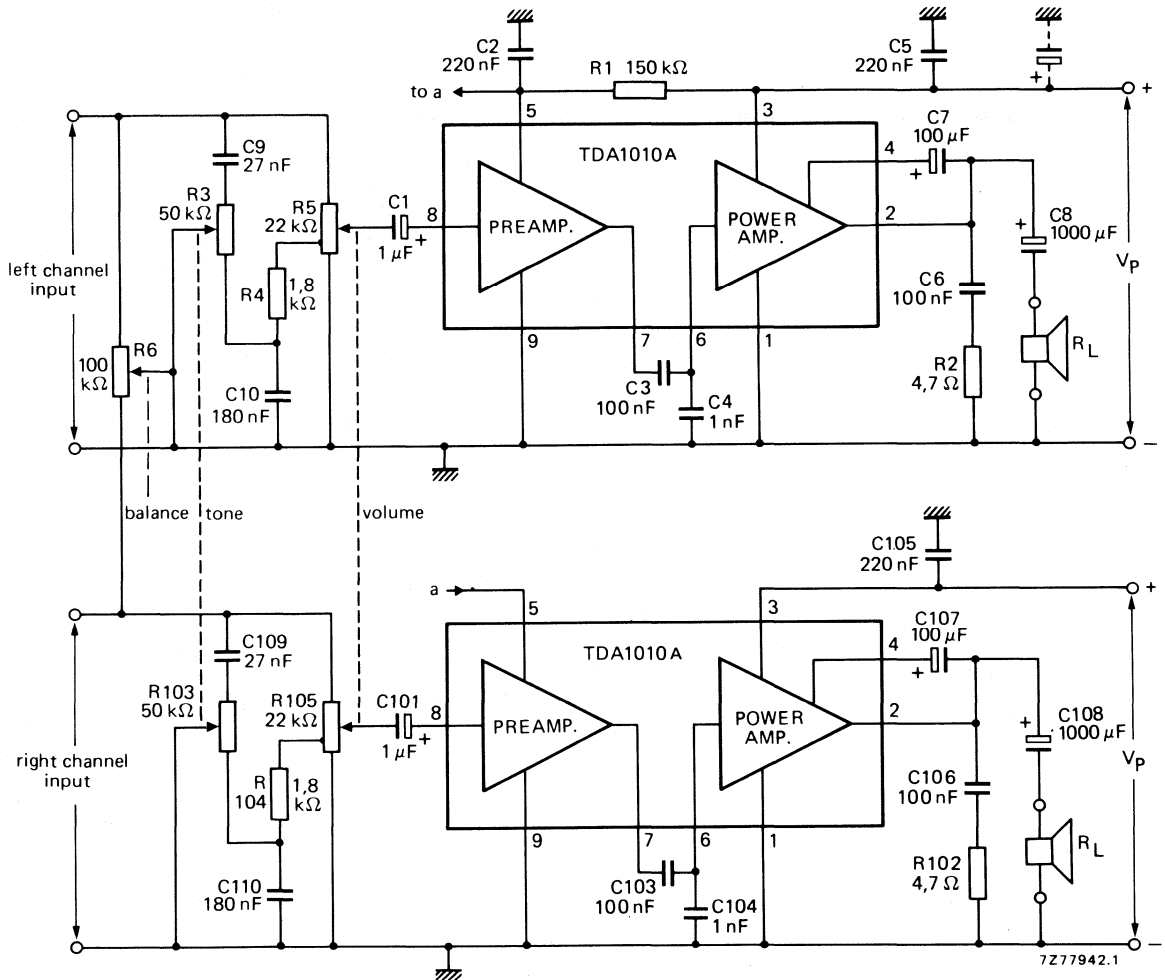 C2
220 nF
C5
220 nF
+
R1 150 kΩ
to a
+
5
3
C7
100 µF
TDA1010A
4
+
C9
27 nF
R3
50 kΩ
R5
22 kΩ
C1
8
1 µF
+
PREAMP.
POWER
AMP.
2
+
C8
1000 µF
VP
left channel
input
R4
1,8
kΩ
C6
100 nF
9
7
6
1
R6
100
kΩ
C10
180 nF
C3
100 nF
C4
1 nF
R2
4,7 Ω
RL
−
balance
tone
volume
C105
220 nF
a
5
3
+
C107
100 µF
TDA1010A
4
+
C109
27 nF
R103
50 kΩ
R105
22 kΩ
C101
8
1 µF
+
PREAMP.
POWER
AMP.
2
+
C108
1000 µF
VP
right channel
input
R
104
1,8
kΩ
C106
100 nF
9
7
6
1
C110
180 nF
C103
100 nF
C104
1 nF
R102
4,7 Ω
RL
−
7Z77942.1